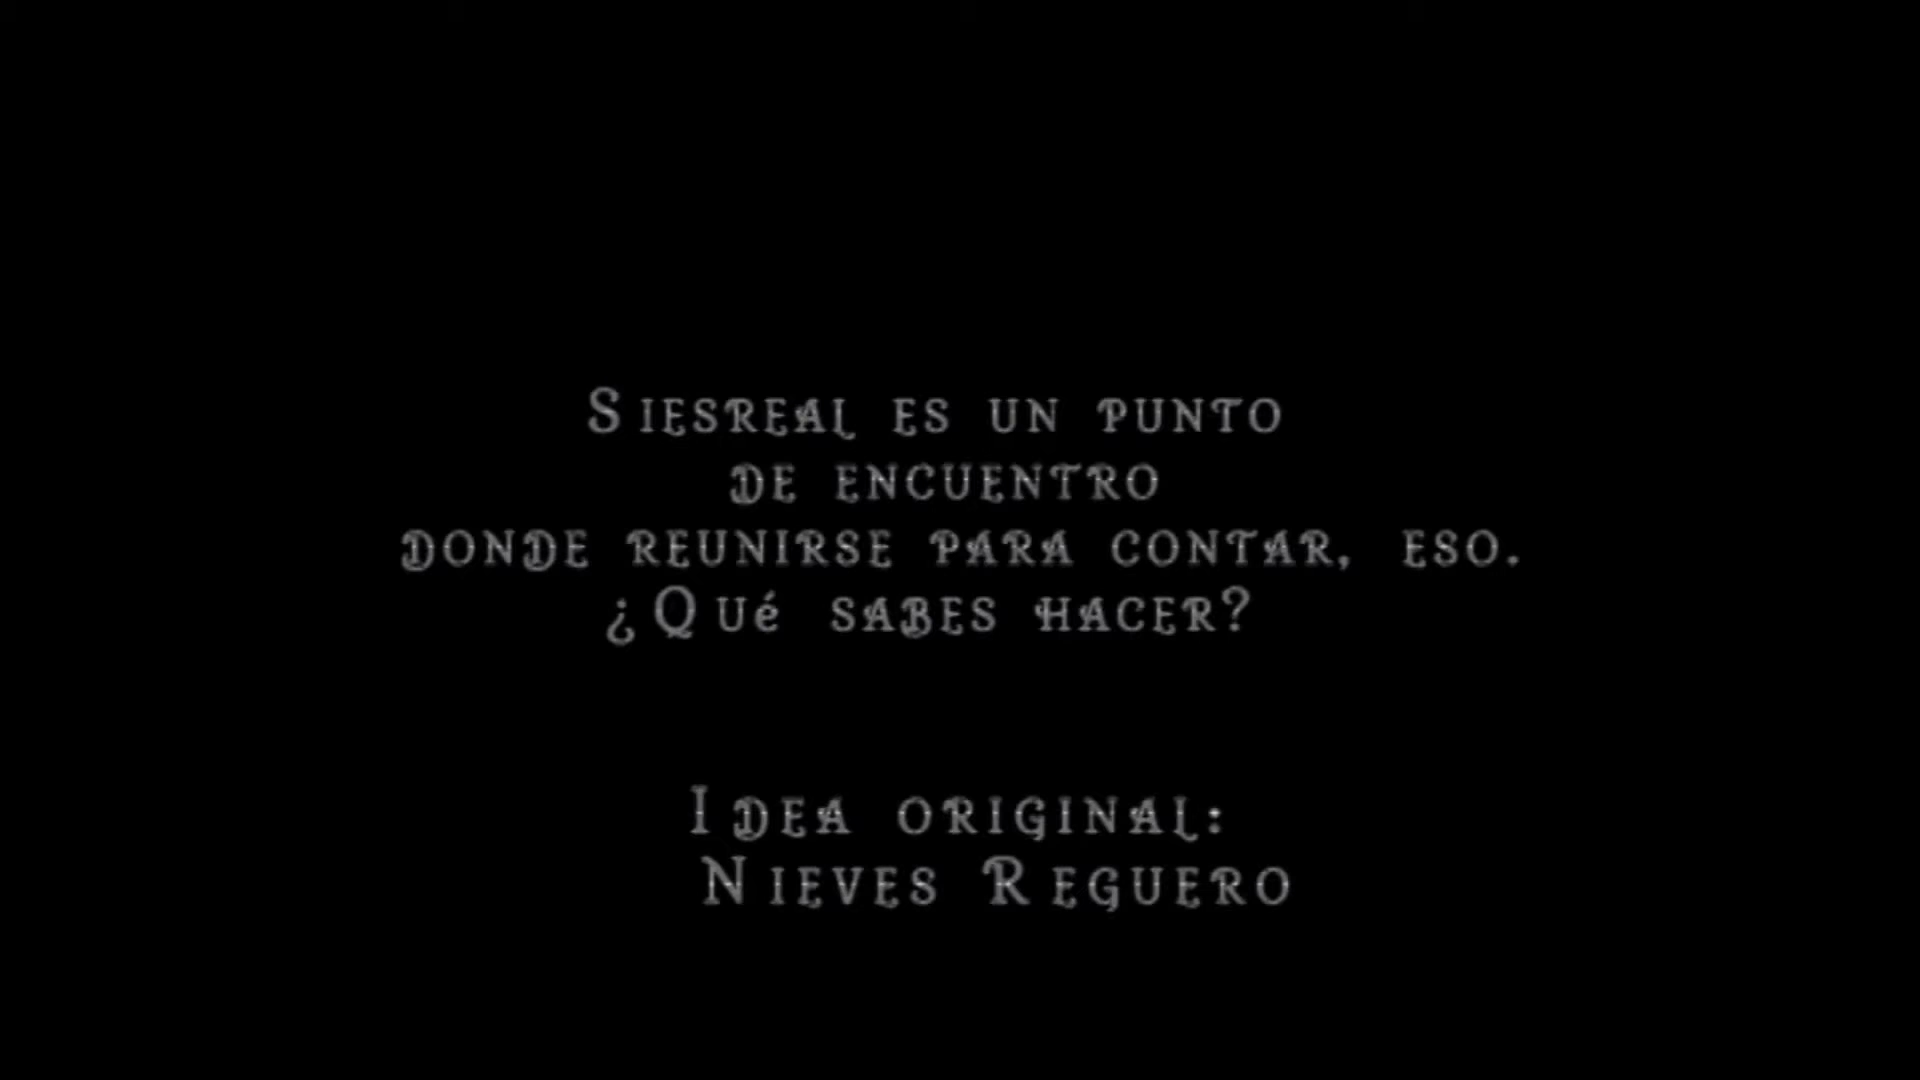 Siesreal es un punto
de encuentro
donde reunirse para contar, eso.
¿Qué sabes hacer?
Idea original:
Nieves Reguero